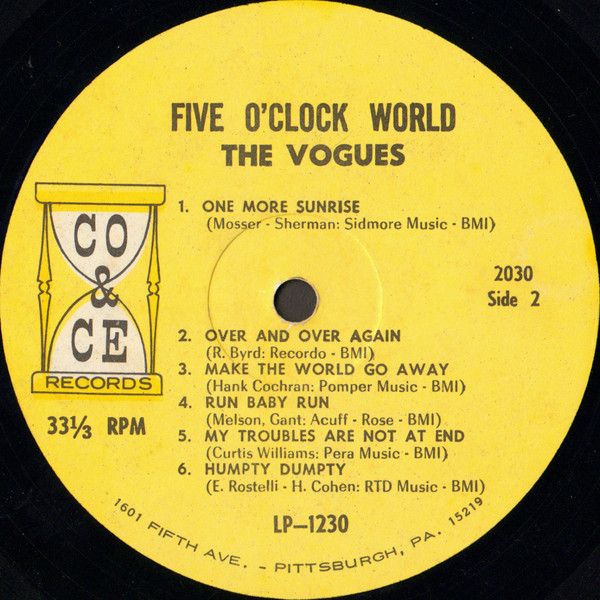 FIVE O'CLOCK WORLD
THE VOGUES
1. ONE MORE SUNRISE
(Mosser - Sherman: Sidmore Music - BMI)
CO
&
CE
RECORDS
33⅓ RPM
2030
Side 2
2. OVER AND OVER AGAIN
(R. Byrd: Recordo - BMI)
3. MAKE THE WORLD GO AWAY
(Hank Cochran: Pomper Music - BMI)
4. RUN BABY RUN
(Melson, Gant: Acuff - Rose - BMI)
5. MY TROUBLES ARE NOT AT END
(Curtis Williams: Pera Music - BMI)
6. HUMPTY DUMPTY
(E. Rostelli - H. Cohen: RTD Music - BMI)
LP-1230
1601 FIFTH AVE. - PITTSBURGH, PA. 15219